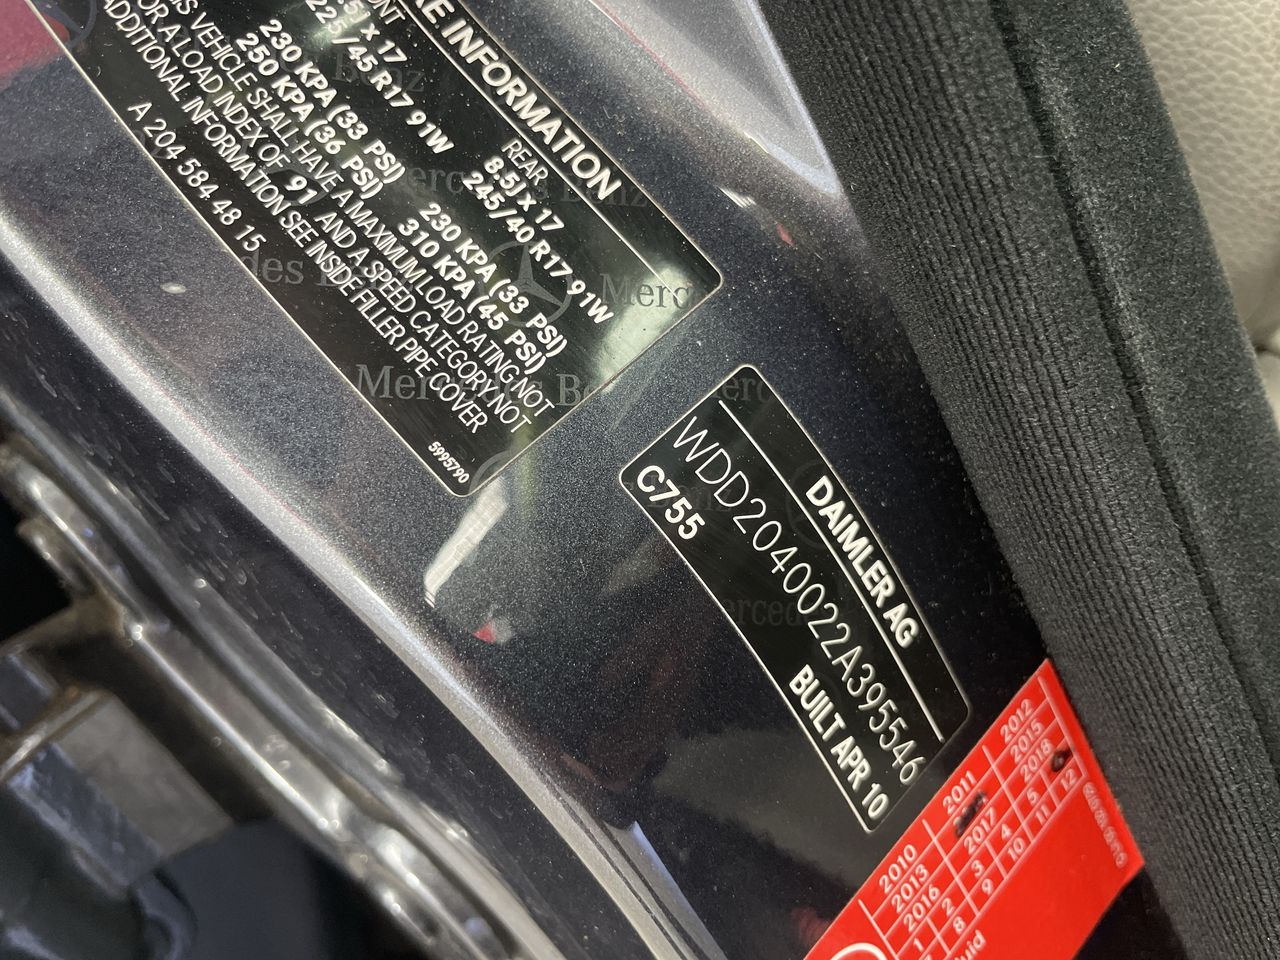 RE INFORMATION
REAR
.5J x 17
8.5J x 17
225/45 R17 91W
245/40 R17 91W
230 KPA (33 PSI)
230 KPA (33 PSI)
250 KPA (36 PSI)
310 KPA (45 PSI)
VEHICLE SHALL HAVE A MAXIMUM LOAD RATING NOT
OR A LOAD INDEX OF 91 AND A SPEED CATEGORY NOT
ADDITIONAL INFORMATION SEE INSIDE FILLER PIPE COVER
A 204 584 48 15
5995790
DAIMLER AG
WDD2040022A395546
C755
BUILT APR 10
2010 2011 2012
2013 2015
2016 2017 2018
1 2 3 4 5
8 9 10 11 12